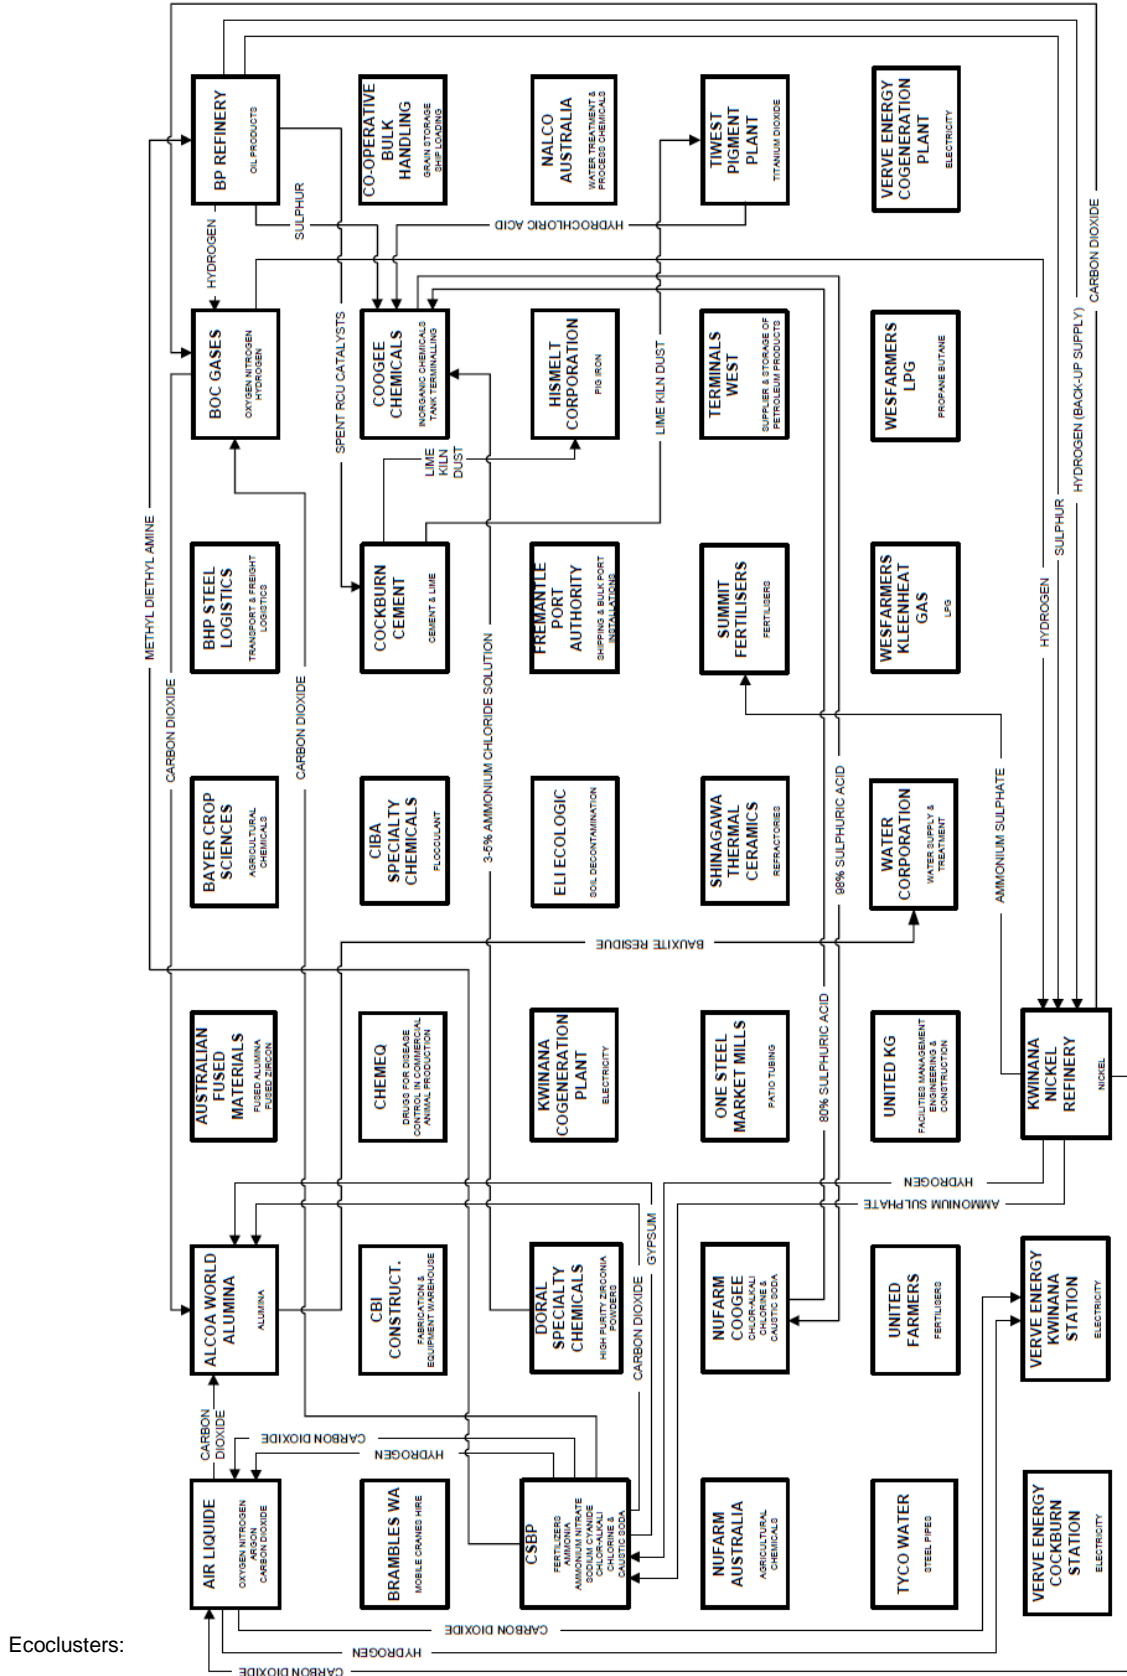 Ecoclusters:
AIR LIQUIDE
OXYGEN NITROGEN
ARGON
CARBON DIOXIDE
ALCOA WORLD
ALUMINA
ALUMINA
AUSTRALIAN
FUSED
MATERIALS
FUSED ALUMINA
FUSED ZIRCON
BAYER CROP
SCIENCES
AGRICULTURAL
CHEMICALS
BHP STEEL
LOGISTICS
TRANSPORT & FREIGHT
LOGISTICS
BOC GASES
OXYGEN NITROGEN
HYDROGEN
BP REFINERY
OIL PRODUCTS
BRAMBLES WA
MOBILE CRANES HIRE
CBI
CONSTRUCT.
FABRICATION &
EQUIPMENT WAREHOUSE
CHEMEQ
DRUGS FOR DISEASE
CONTROL IN COMMERCIAL
ANIMAL PRODUCTION
CIBA
SPECIALTY
CHEMICALS
FLOCCULANT
COCKBURN
CEMENT
CEMENT & LIME
COOGEE
CHEMICALS
INORGANIC CHEMICALS
TANK TERMINALLING
CO-OPERATIVE
BULK
HANDLING
GRAIN STORAGE
SHIP LOADING
CSBP
FERTILIZERS
AMMONIA
AMMONIUM NITRATE
SODIUM CYANIDE
CHLOR-ALKALI
CHLORINE &
CAUSTIC SODA
DORAL
SPECIALTY
CHEMICALS
HIGH PURITY ZIRCONIA
POWDERS
KWINANA
COGENERATION
PLANT
ELECTRICITY
ELI ECOLOGIC
SOIL DECONTAMINATION
FREMANTLE
PORT
AUTHORITY
SHIPPING & BULK PORT
INSTALLATIONS
HISMELT
CORPORATION
PIG IRON
NALCO
AUSTRALIA
WATER TREATMENT &
PROCESS CHEMICALS
NUFARM
AUSTRALIA
AGRICULTURAL
CHEMICALS
NUFARM
COOGEE
CHLOR-ALKALI
CHLORINE &
CAUSTIC SODA
ONE STEEL
MARKET MILLS
PATIO TUBING
SHINAGAWA
THERMAL
CERAMICS
REFRACTORIES
SUMMIT
FERTILISERS
FERTILISERS
TERMINALS
WEST
SUPPLIER & STORAGE OF
PETROLEUM PRODUCTS
TIWEST
PIGMENT
PLANT
TITANIUM DIOXIDE
TYCO WATER
STEEL PIPES
UNITED
FARMERS
FERTILISERS
UNITED KG
FACILITIES MANAGEMENT
ENGINEERING &
CONSTRUCTION
WATER
CORPORATION
WATER SUPPLY &
TREATMENT
WESFARMERS
KLEENHEAT
GAS
LPG
WESFARMERS
LPG
PROPANE BUTANE
VERVE ENERGY
COGENERATION
PLANT
ELECTRICITY
VERVE ENERGY
COCKBURN
STATION
ELECTRICITY
VERVE ENERGY
KWINANA
STATION
ELECTRICITY
KWINANA
NICKEL
REFINERY
NICKEL
METHYL DIETHYL AMINE
CARBON DIOXIDE
CARBON DIOXIDE
CARBON
DIOXIDE
HYDROGEN
SULPHUR
SPENT RCU CATALYSTS
LIME
KILN
DUST
3-5% AMMONIUM CHLORIDE SOLUTION
HYDROCHLORIC ACID
LIME KILN DUST
CARBON DIOXIDE
HYDROGEN
BAUXITE RESIDUE
CARBON DIOXIDE
GYPSUM
80% SULPHURIC ACID
98% SULPHURIC ACID
AMMONIUM SULPHATE
HYDROGEN
AMMONIUM SULPHATE
HYDROGEN
SULPHUR
HYDROGEN (BACK-UP SUPPLY)
CARBON DIOXIDE
CARBON DIOXIDE
HYDROGEN
CARBON DIOXIDE